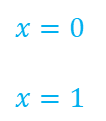 x = 0
x = 1